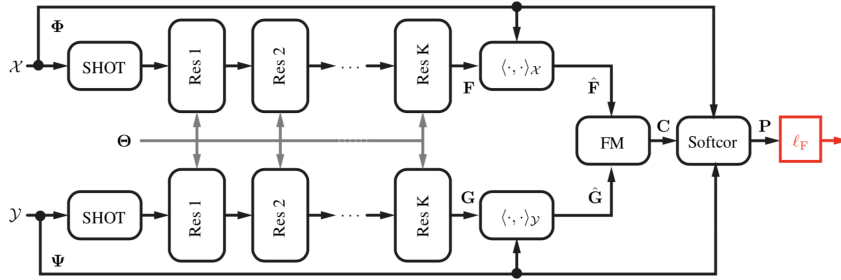 Φ
𝒳 SHOT Res 1 Res 2 ··· Res K F ⟨·, ·⟩𝒳 F̂
Θ FM C Softcor P ℓF
𝒴 SHOT Res 1 Res 2 ··· Res K G ⟨·, ·⟩𝒴 Ĝ
Ψ